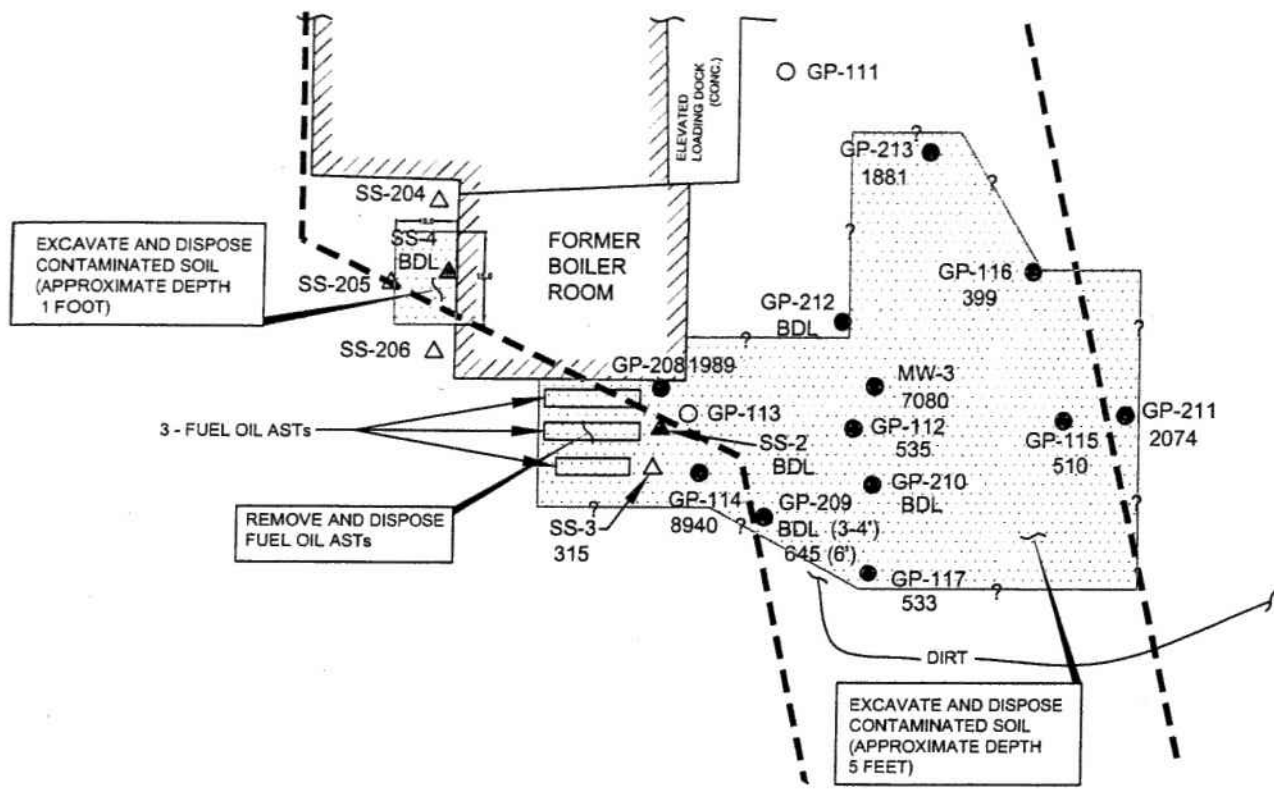 ELEVATED
LOADING DOCK
(CONC.)
GP-111
GP-213
1881
SS-204
EXCAVATE AND DISPOSE
CONTAMINATED SOIL
(APPROXIMATE DEPTH
1 FOOT)
SS-4
BDL
FORMER
BOILER
ROOM
SS-205
GP-116
399
GP-212
BDL
SS-206
GP-208 1989
MW-3
7080
GP-113
GP-211
2074
3 - FUEL OIL ASTs
SS-2
BDL
GP-112
535
GP-115
510
GP-210
BDL
GP-114
8940
GP-209
BDL (3-4')
645 (6')
REMOVE AND DISPOSE
FUEL OIL ASTs
SS-3
315
GP-117
533
DIRT
EXCAVATE AND DISPOSE
CONTAMINATED SOIL
(APPROXIMATE DEPTH
5 FEET)
?
?
?
?
?
?
?
?
?
?
?